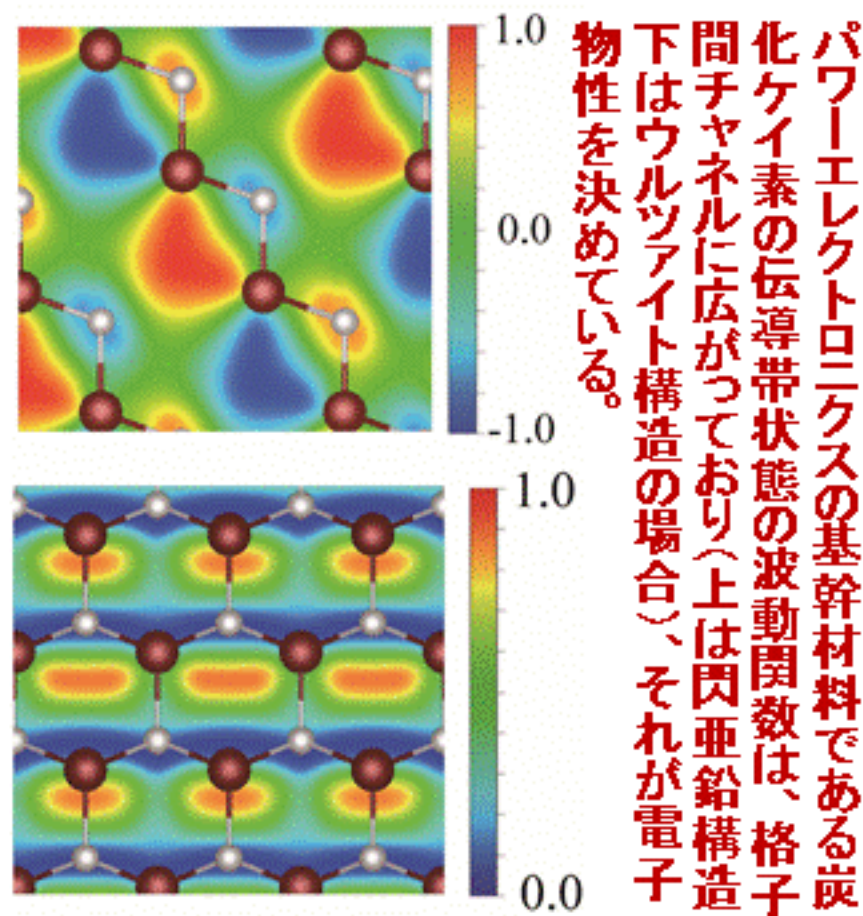 パワーエレクトロニクスの基幹材料である炭
化ケイ素の伝導帯状態の波動関数は、格子
間チャネルに広がっており(上は閃亜鉛構造
下はウルツァイト構造の場合)、それが電子
物性を決めている。
1.0
0.0
-1.0
1.0
0.0